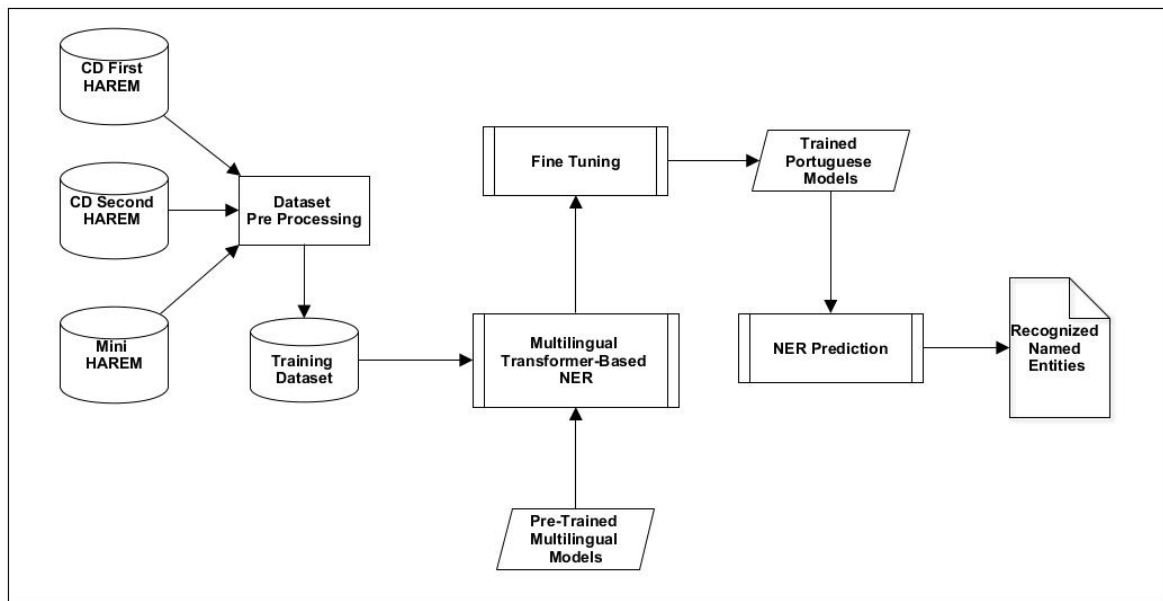 CD First
HAREM
CD Second
HAREM
Mini
HAREM
Dataset
Pre Processing
Training
Dataset
Multilingual
Transformer-Based
NER
Pre-Trained
Multilingual
Models
Fine Tuning
Trained
Portuguese
Models
NER Prediction
Recognized
Named
Entities